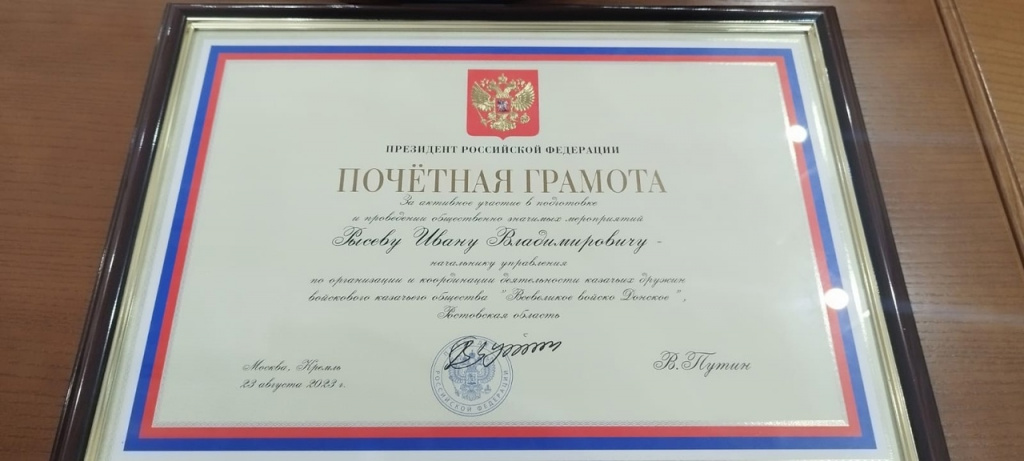 ПРЕЗИДЕНТ РОССИЙСКОЙ ФЕДЕРАЦИИ
ПОЧЁТНАЯ ГРАМОТА
За активное участие в подготовке
и проведении общественно значимых мероприятий
Рысеву Ивану Владимировичу -
начальнику управления
по организации и координации деятельности казачьих дружин
войскового казачьего общества "Всевеликое войско Донское",
Ростовская область
Москва, Кремль
23 августа 2023 г.
В.Путин
РОССИЙСКОЙ ФЕДЕРАЦИИ